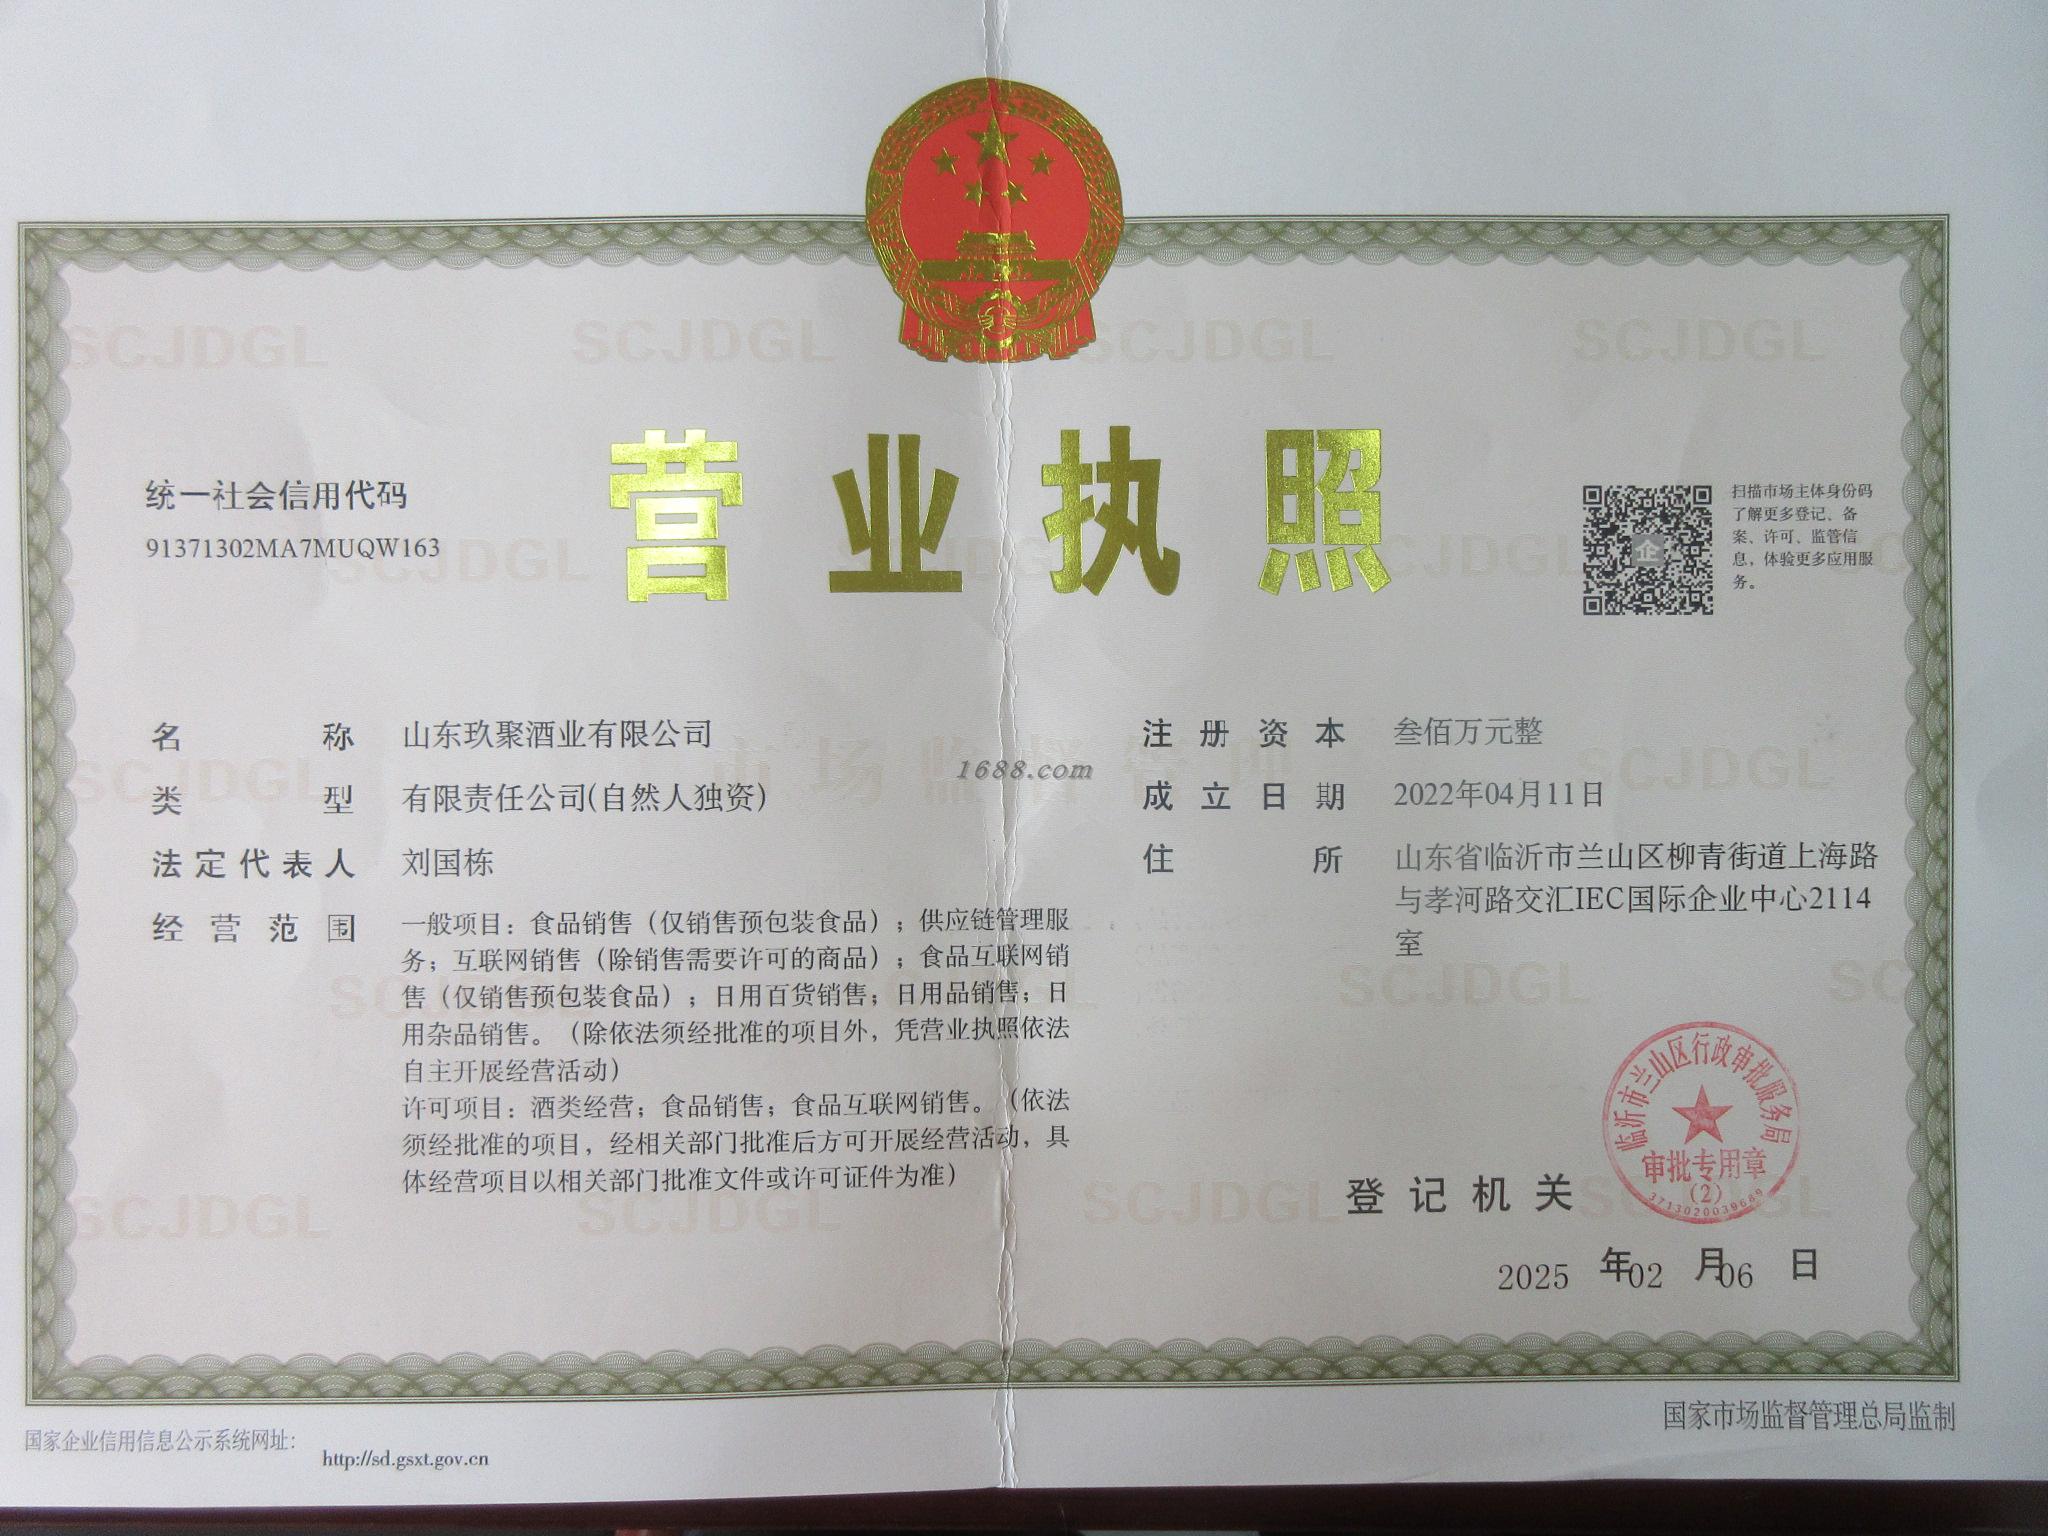 营业执照
统一社会信用代码
91371302MA7MUQW163
扫描市场主体身份码
了解更多登记、备
案、许可、监管信
息，体验更多应用服
务。
名称 山东玖聚酒业有限公司
类型 有限责任公司(自然人独资)
法定代表人 刘国栋
经营范围 一般项目：食品销售（仅销售预包装食品）；供应链管理服
务；互联网销售（除销售需要许可的商品）；食品互联网销
售（仅销售预包装食品）；日用百货销售；日用品销售；日
用杂品销售。（除依法须经批准的项目外，凭营业执照依法
自主开展经营活动）
许可项目：酒类经营；食品销售；食品互联网销售。（依法
须经批准的项目，经相关部门批准后方可开展经营活动，具
体经营项目以相关部门批准文件或许可证件为准）
注册资本 叁佰万元整
成立日期 2022年04月11日
住所 山东省临沂市兰山区柳青街道上海路
与孝河路交汇IEC国际企业中心2114
室
1688.com
登记机关
临沂市兰山区行政审批服务局
审批专用章
(2)
3713020039669
2025年02月06日
国家企业信用信息公示系统网址：
http://sd.gsxt.gov.cn
国家市场监督管理总局监制
SCJDGL
市场监督管理